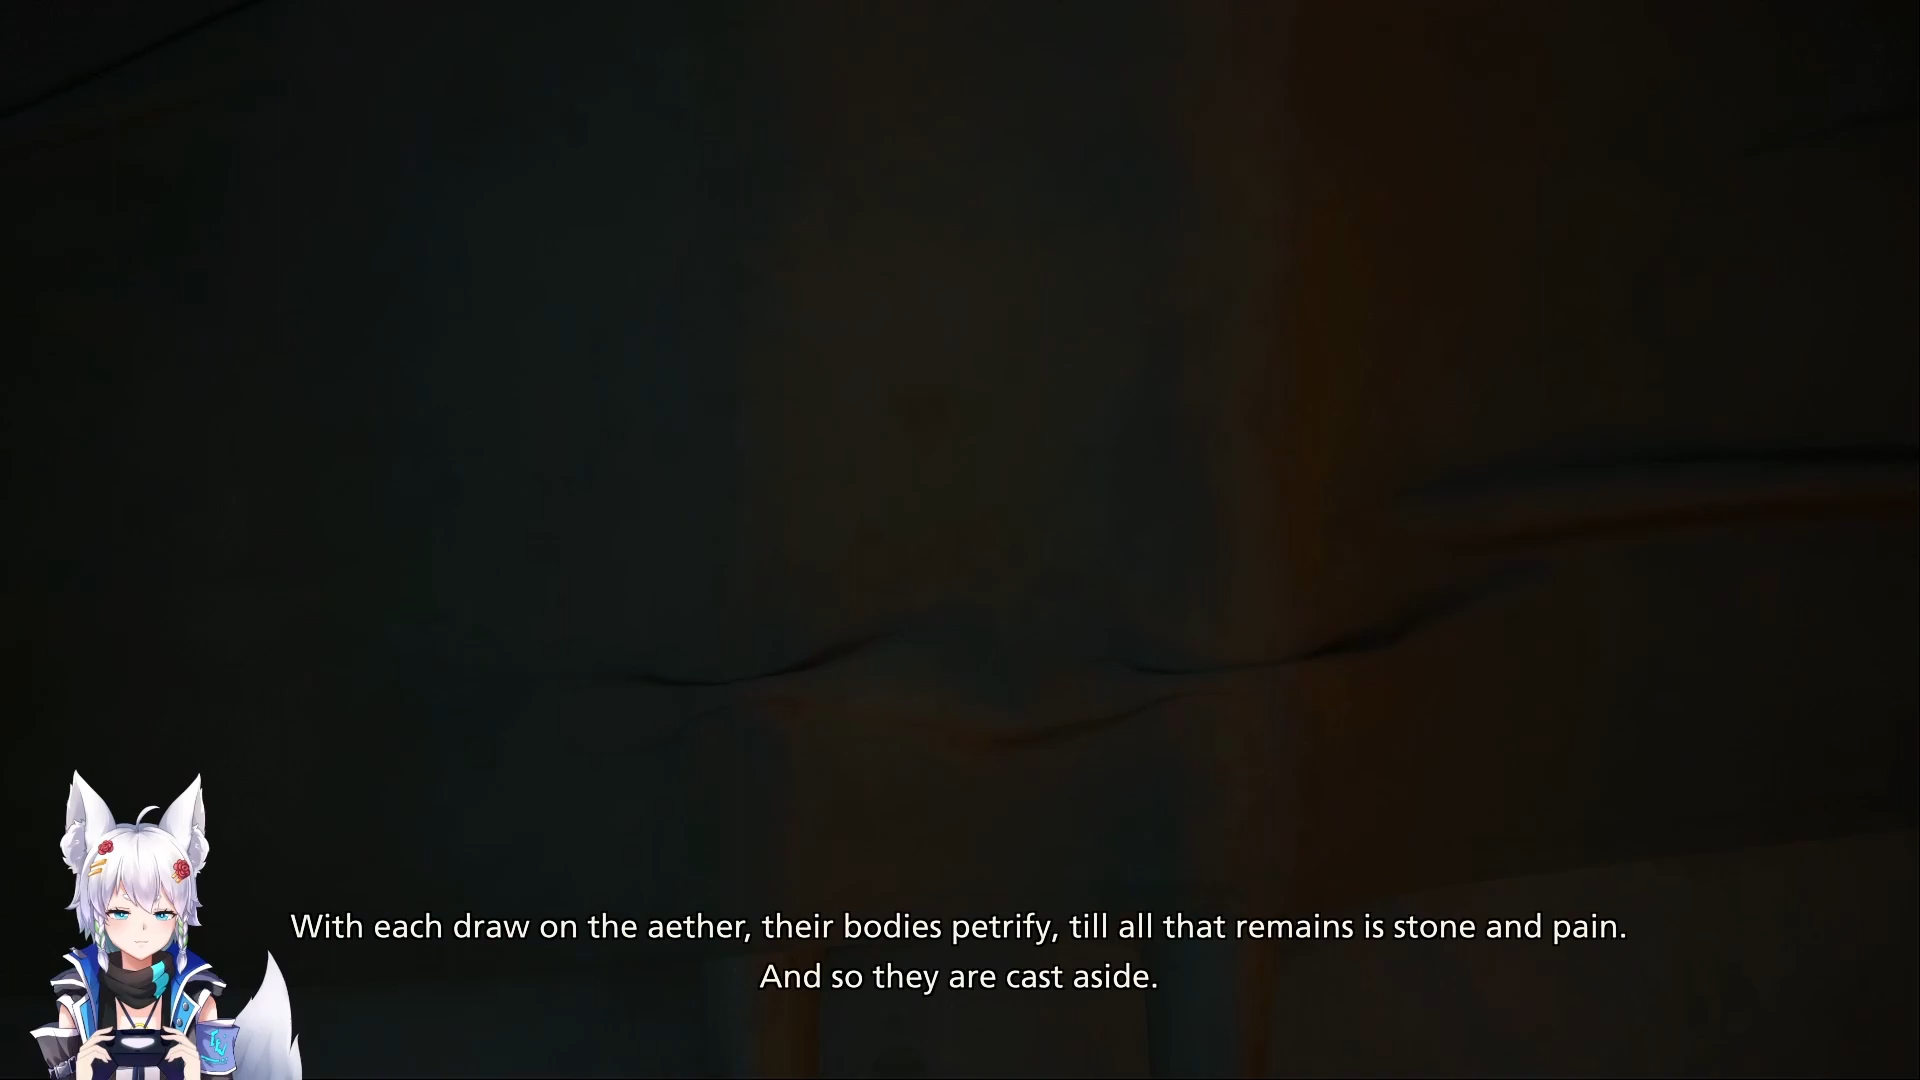 With each draw on the aether, their bodies petrify, till all that remains is stone and pain.
And so they are cast aside.